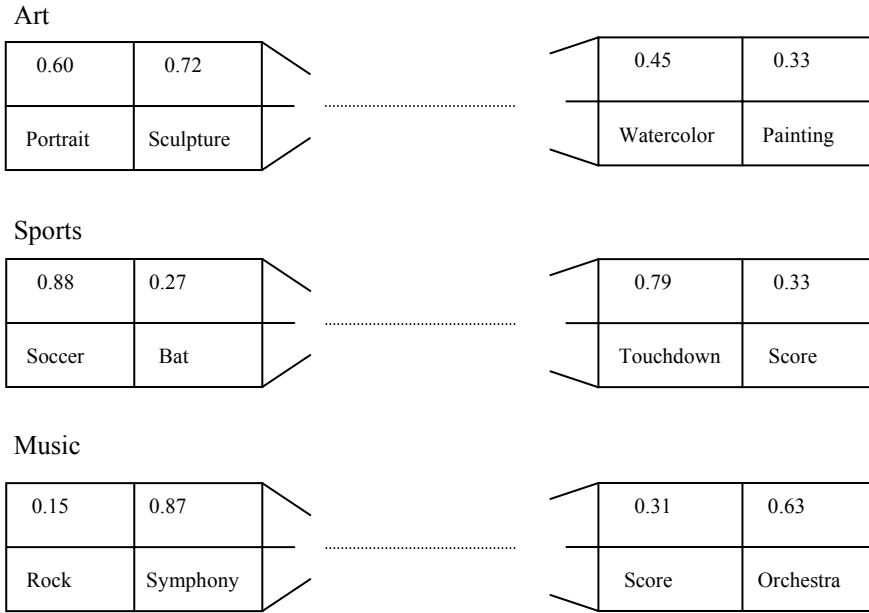 Art
0.60 0.72 0.45 0.33
Portrait Sculpture Watercolor Painting
Sports
0.88 0.27 0.79 0.33
Soccer Bat Touchdown Score
Music
0.15 0.87 0.31 0.63
Rock Symphony Score Orchestra